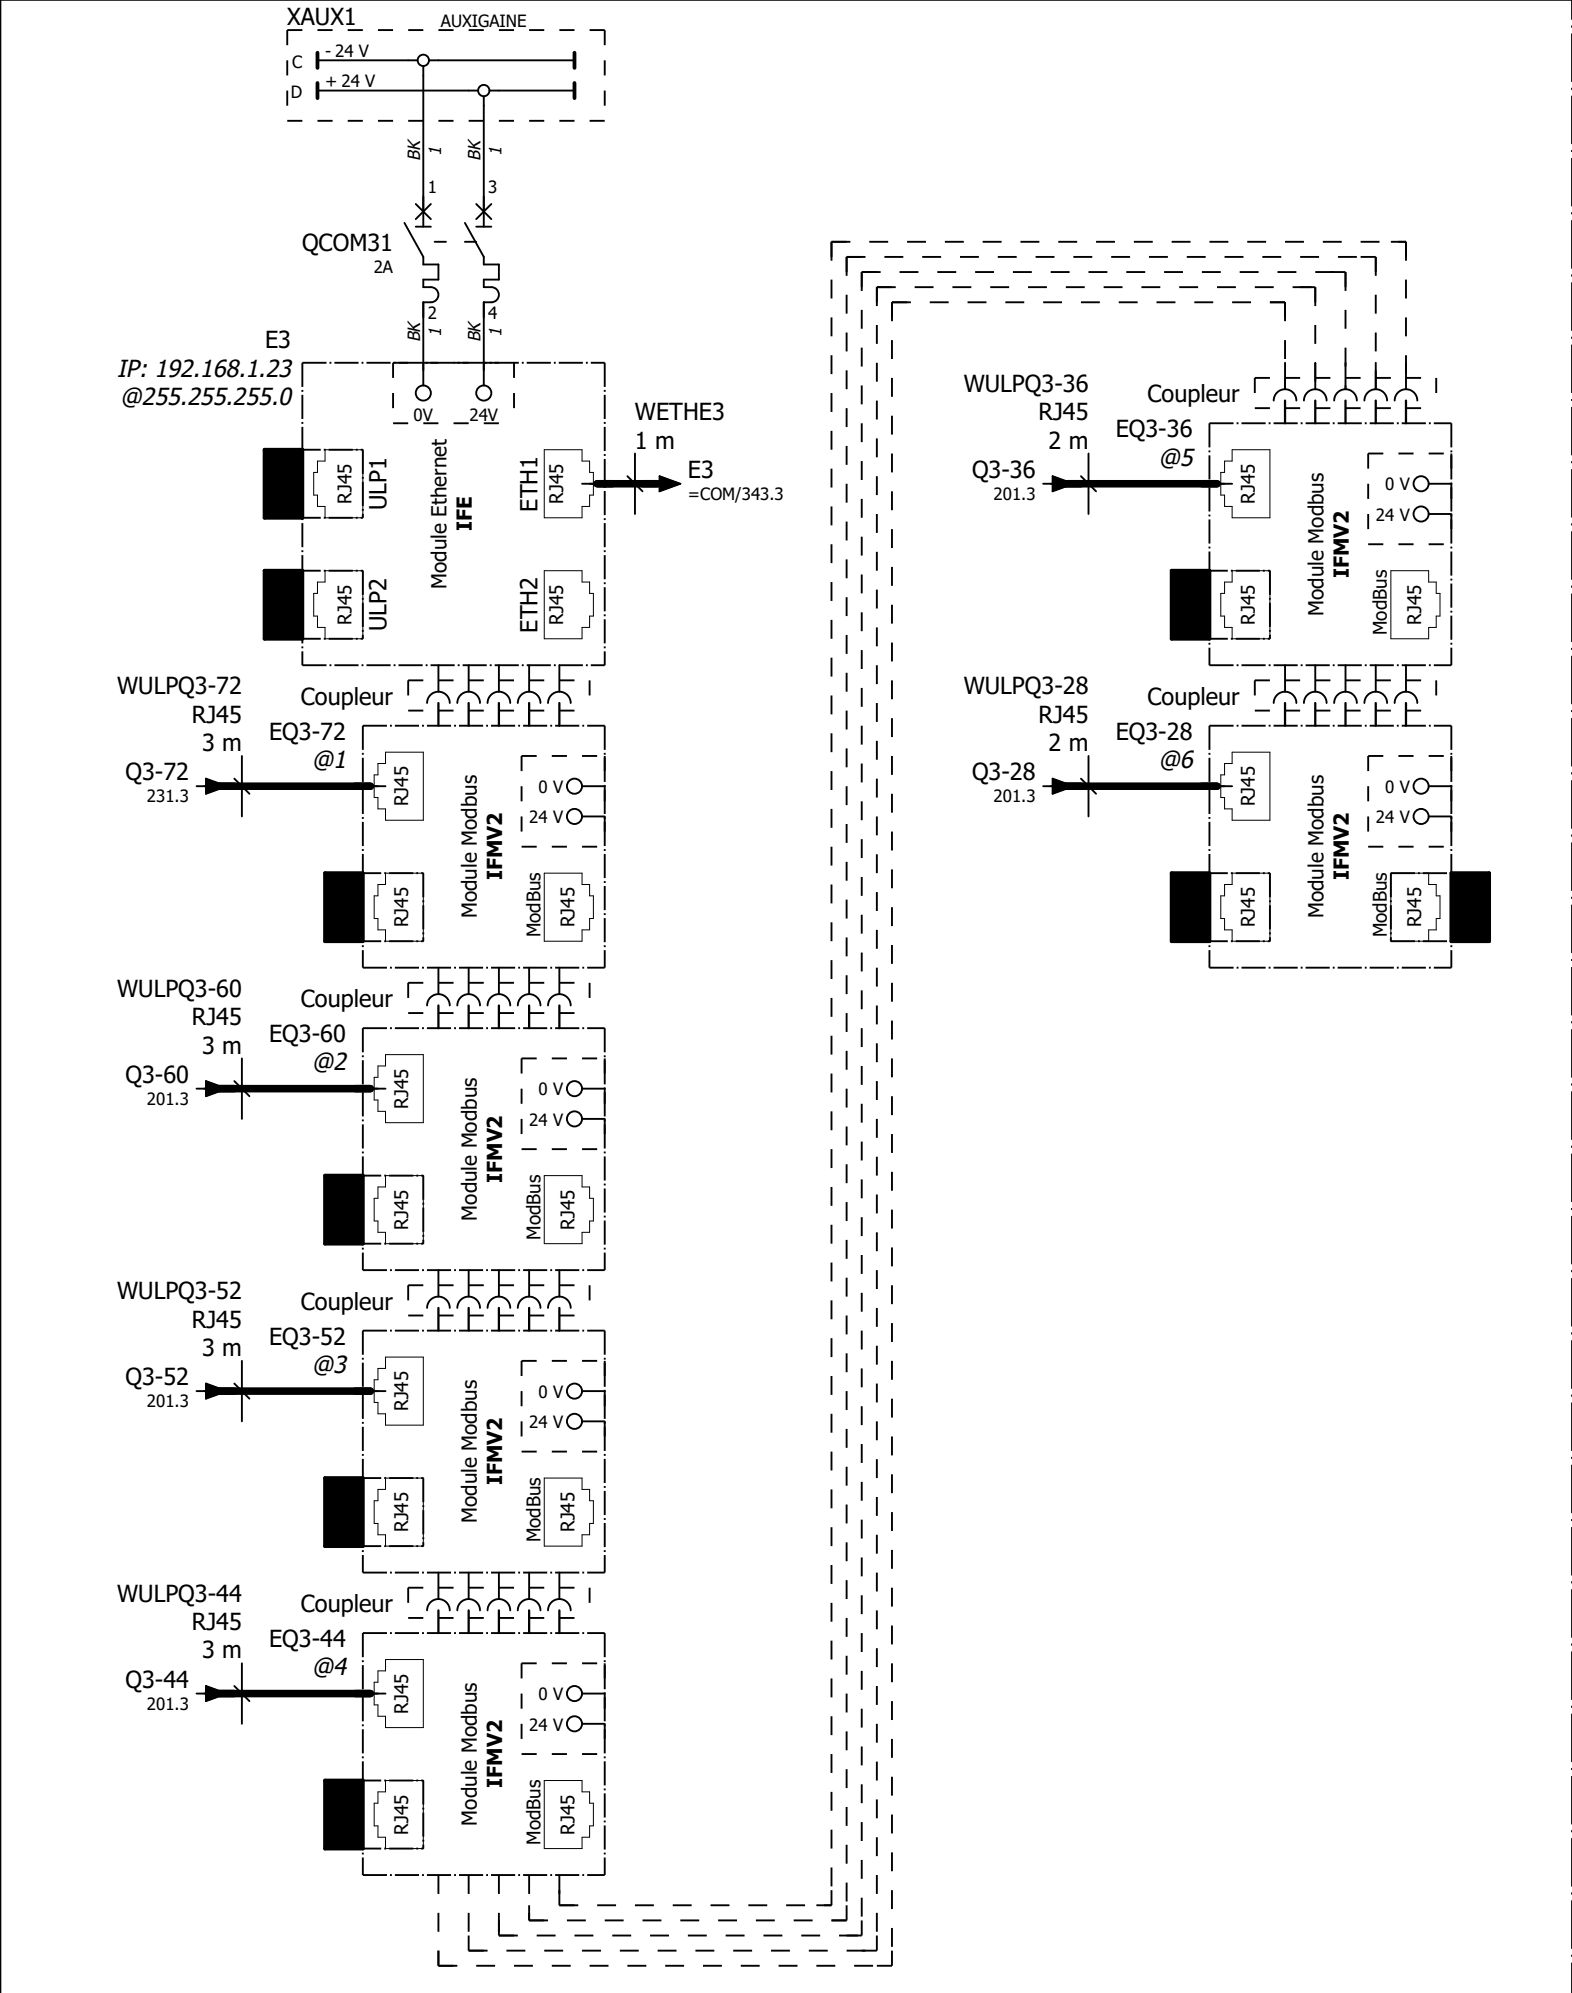 XAUX1
AUXIGAINE
C
- 24 V
D
+ 24 V
BK
1
BK
1
1
3
QCOM31
2A
2
4
BK
1
BK
1
E3
IP: 192.168.1.23
@255.255.255.0
0V
24V
RJ45
ULP1
RJ45
ULP2
Module Ethernet
IFE
ETH1
RJ45
ETH2
RJ45
WETHE3
1 m
E3
=COM/343.3
WULPQ3-72
RJ45
3 m
Coupleur
EQ3-72
@1
Q3-72
231.3
RJ45
RJ45
Module Modbus
IFMV2
0 V
24 V
ModBus
RJ45
WULPQ3-60
RJ45
3 m
Coupleur
EQ3-60
@2
Q3-60
201.3
RJ45
RJ45
Module Modbus
IFMV2
0 V
24 V
ModBus
RJ45
WULPQ3-52
RJ45
3 m
Coupleur
EQ3-52
@3
Q3-52
201.3
RJ45
RJ45
Module Modbus
IFMV2
0 V
24 V
ModBus
RJ45
WULPQ3-44
RJ45
3 m
Coupleur
EQ3-44
@4
Q3-44
201.3
RJ45
RJ45
Module Modbus
IFMV2
0 V
24 V
ModBus
RJ45
WULPQ3-36
RJ45
2 m
Coupleur
EQ3-36
@5
Q3-36
201.3
RJ45
RJ45
Module Modbus
IFMV2
0 V
24 V
ModBus
RJ45
WULPQ3-28
RJ45
2 m
Coupleur
EQ3-28
@6
Q3-28
201.3
RJ45
RJ45
Module Modbus
IFMV2
0 V
24 V
ModBus
RJ45